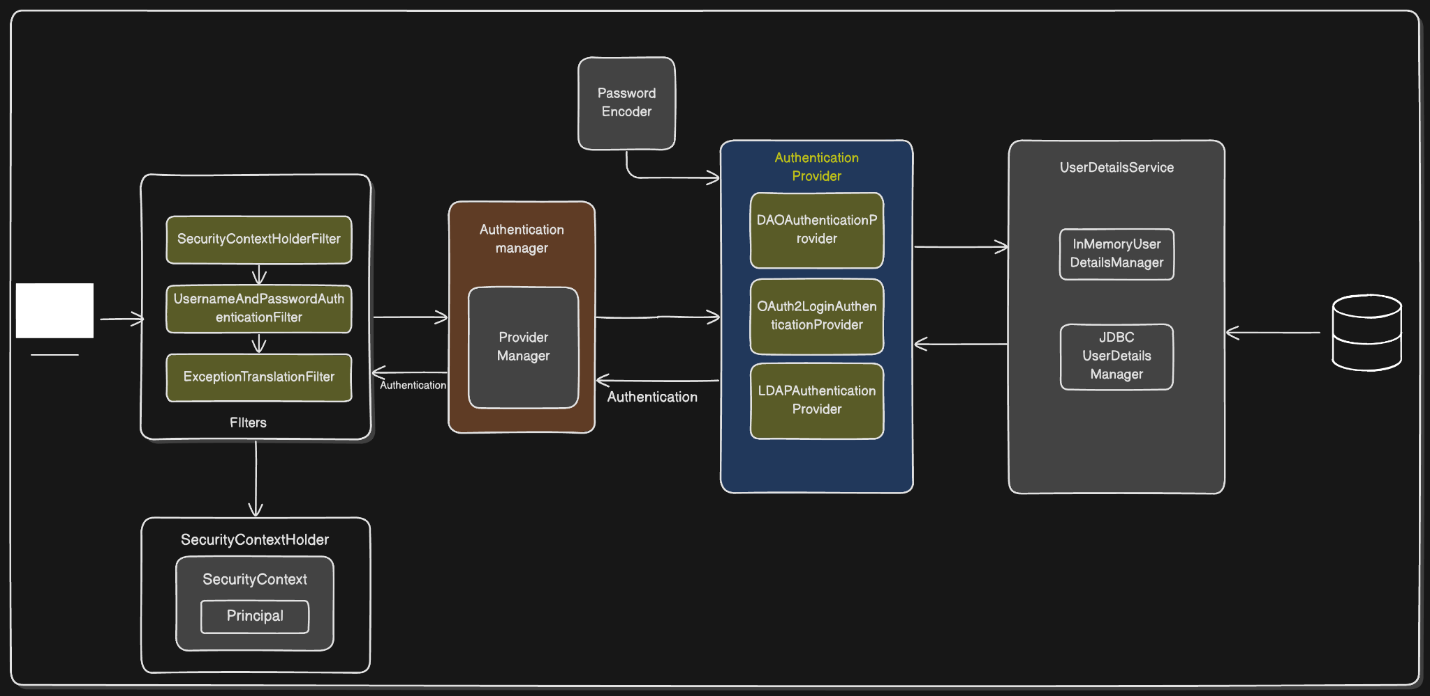 Password
Encoder
Authentication
Provider
UserDetailsService
SecurityContextHolderFilter
UsernameAndPasswordAuth
enticationFilter
ExceptionTranslationFilter
FIlters
Authentication
manager
Provider
Manager
Authentication
Authentication
DAOAuthenticationP
rovider
OAuth2LoginAuthen
ticationProvider
LDAPAuthentication
Provider
InMemoryUser
DetailsManager
JDBC
UserDetails
Manager
SecurityContextHolder
SecurityContext
Principal